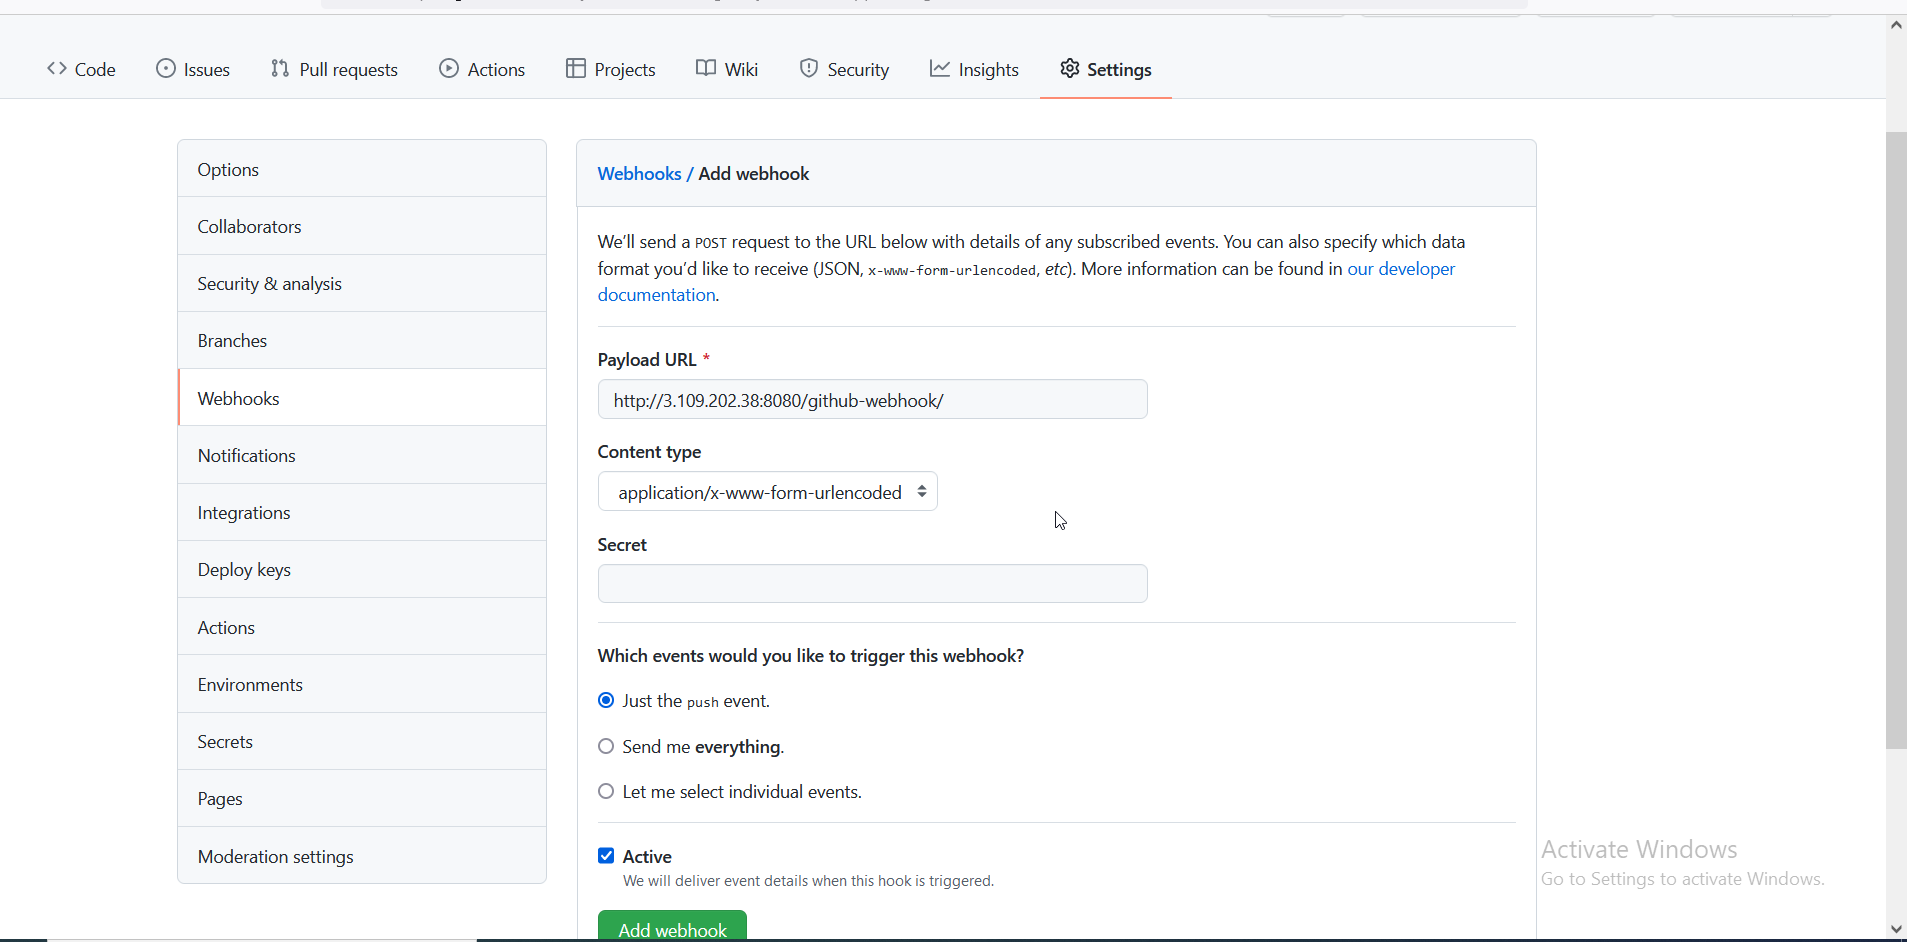 Code Issues Pull requests Actions Projects Wiki Security Insights Settings
Options
Collaborators
Security & analysis
Branches
Webhooks
Notifications
Integrations
Deploy keys
Actions
Environments
Secrets
Pages
Moderation settings
Webhooks / Add webhook
We’ll send a POST request to the URL below with details of any subscribed events. You can also specify which data
format you’d like to receive (JSON, x-www-form-urlencoded, etc). More information can be found in our developer
documentation.
Payload URL *
http://3.109.202.38:8080/github-webhook/
Content type
application/x-www-form-urlencoded
Secret
Which events would you like to trigger this webhook?
Just the push event.
Send me everything.
Let me select individual events.
Active
We will deliver event details when this hook is triggered.
Add webhook
Activate Windows
Go to Settings to activate Windows.